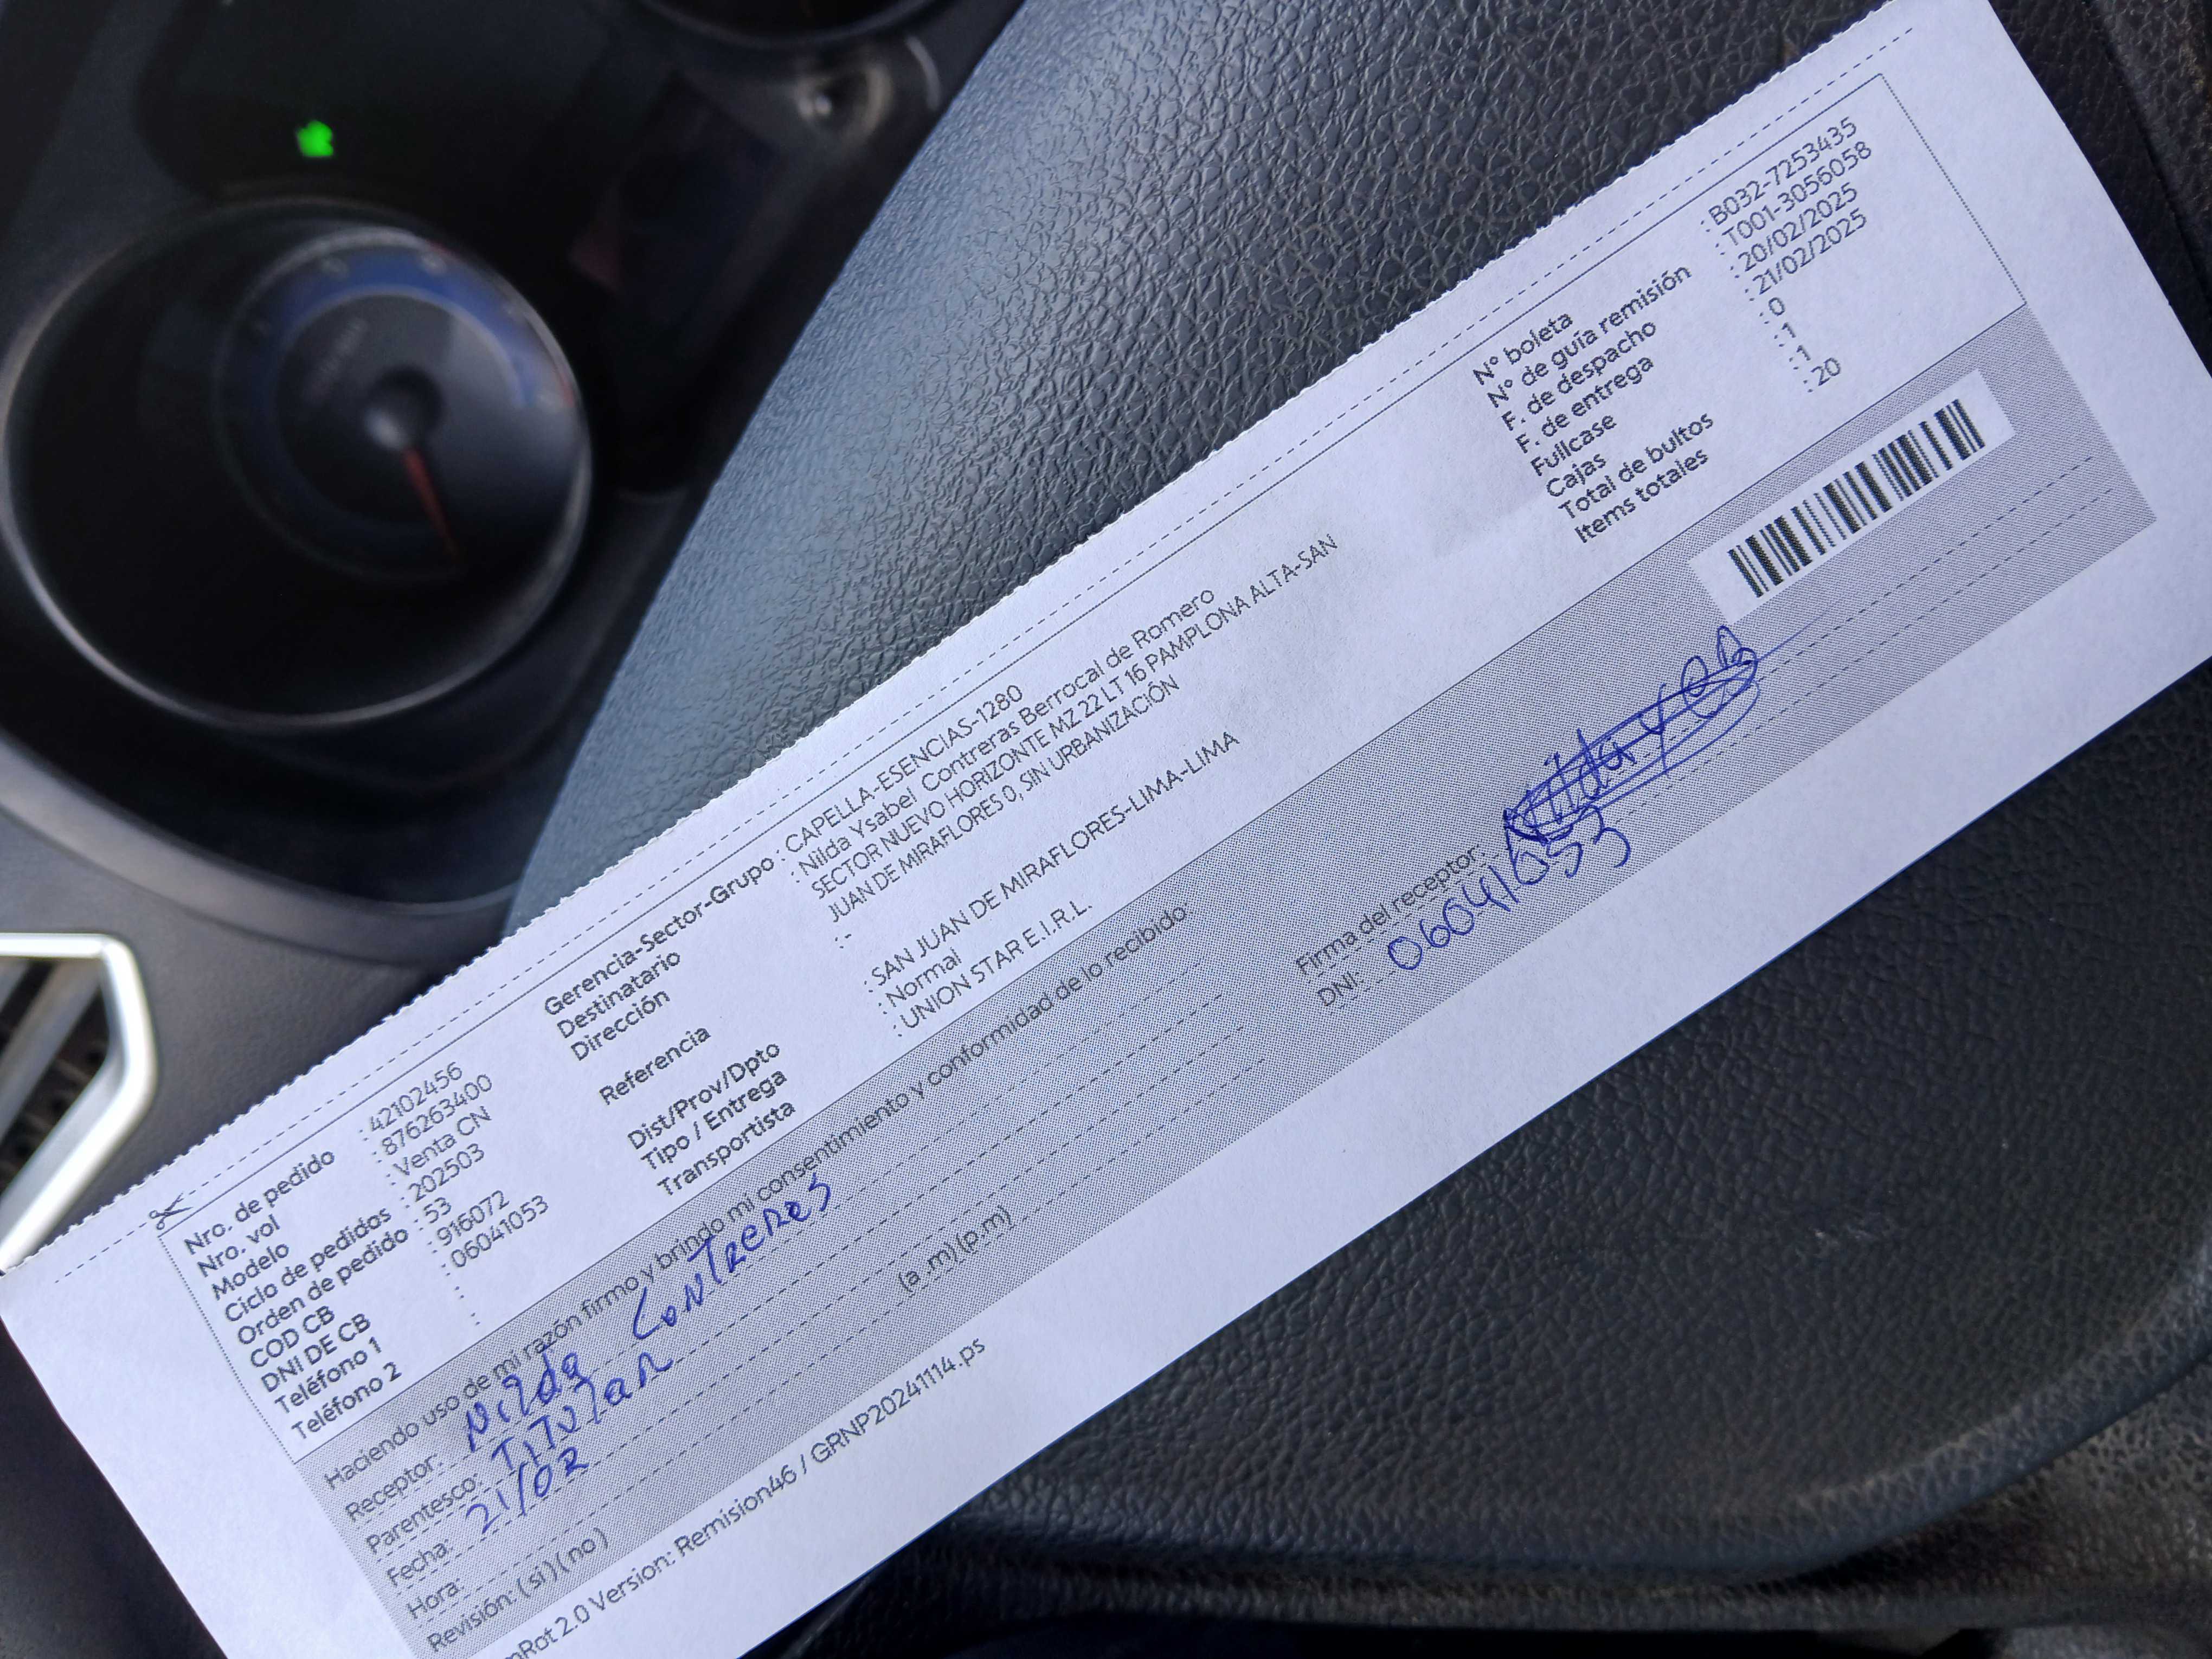 Nro. de pedido : 42102456
Nro. vol : 876263400
Modelo : Venta CN
Ciclo de pedidos : 202503
Orden de pedido : 53
COD CB : 916072
DNI DE CB : 06041053
Teléfono 1 :
Teléfono 2 :
Gerencia-Sector-Grupo : CAPELLA-ESENCIAS-1280
Destinatario : Nilda Ysabel Contreras Berrocal de Romero
Dirección SECTOR NUEVO HORIZONTE MZ 22 LT 16 PAMPLONA ALTA-SAN
JUAN DE MIRAFLORES 0, SIN URBANIZACIÓN
Referencia :-
Dist/Prov/Dpto : SAN JUAN DE MIRAFLORES-LIMA-LIMA
Tipo / Entrega : Normal
Transportista : UNION STAR E.I.R.L.
N° boleta : B032-7253435
N° de guía remisión : T001-3056058
F. de despacho : 20/02/2025
F. de entrega : 21/02/2025
Fullcase : 0
Cajas : 1
Total de bultos : 1
Items totales : 20
Haciendo uso de mi razón firmo y brindo mi consentimiento y conformidad de lo recibido:
Receptor: Nilda Contreras
Parentesco: Titular
Fecha: 21/02
Hora: (a .m) (p.m)
Revisión: ( si ) ( no )
Firma del receptor:
DNI: 06041053
mRot 2.0 Version: Remision46 / GRNP20241114.ps